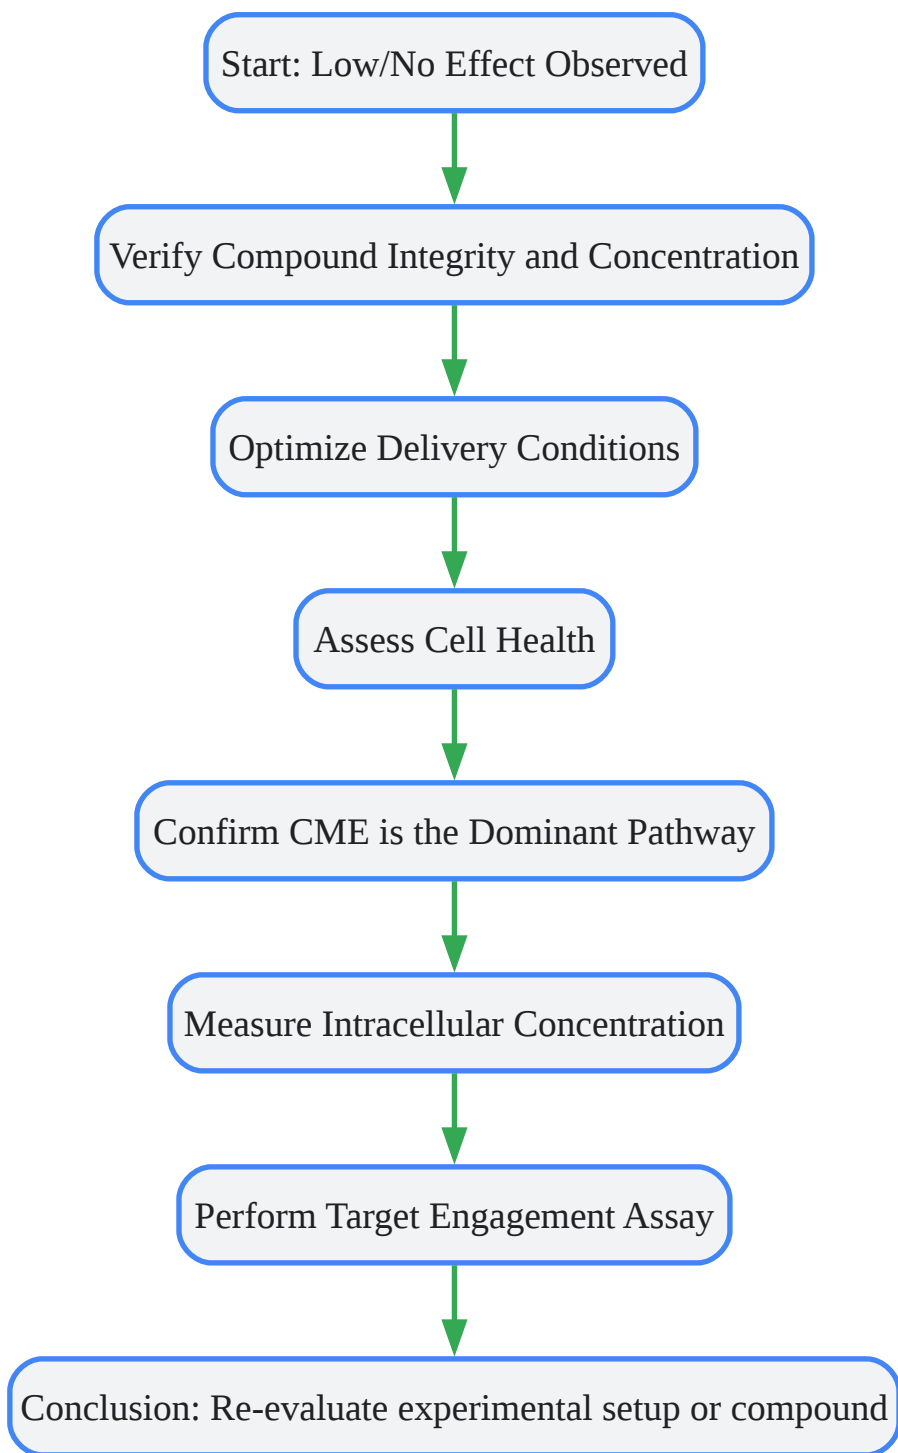 Start: Low/No Effect Observed
Verify Compound Integrity and Concentration
Optimize Delivery Conditions
Assess Cell Health
Confirm CME is the Dominant Pathway
Measure Intracellular Concentration
Perform Target Engagement Assay
Conclusion: Re-evaluate experimental setup or compound